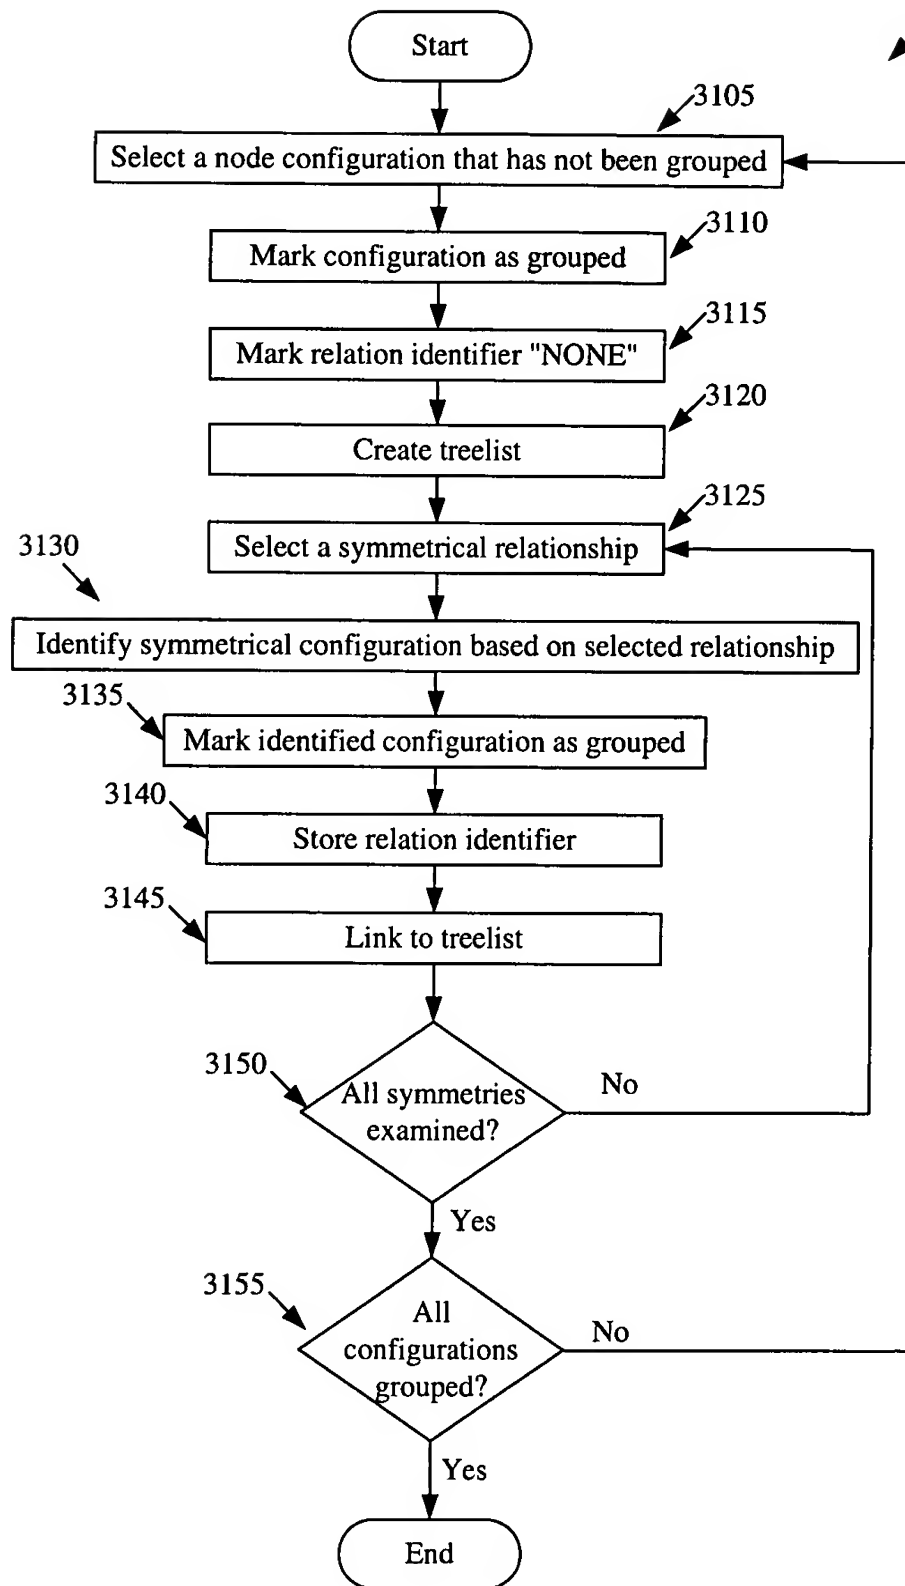 Start
3105
Select a node configuration that has not been grouped
3110
Mark configuration as grouped
3115
Mark relation identifier "NONE"
3120
Create treelist
3125
Select a symmetrical relationship
3130
Identify symmetrical configuration based on selected relationship
3135
Mark identified configuration as grouped
3140
Store relation identifier
3145
Link to treelist
3150
All symmetries
examined?
No
Yes
3155
All
configurations
grouped?
No
Yes
End